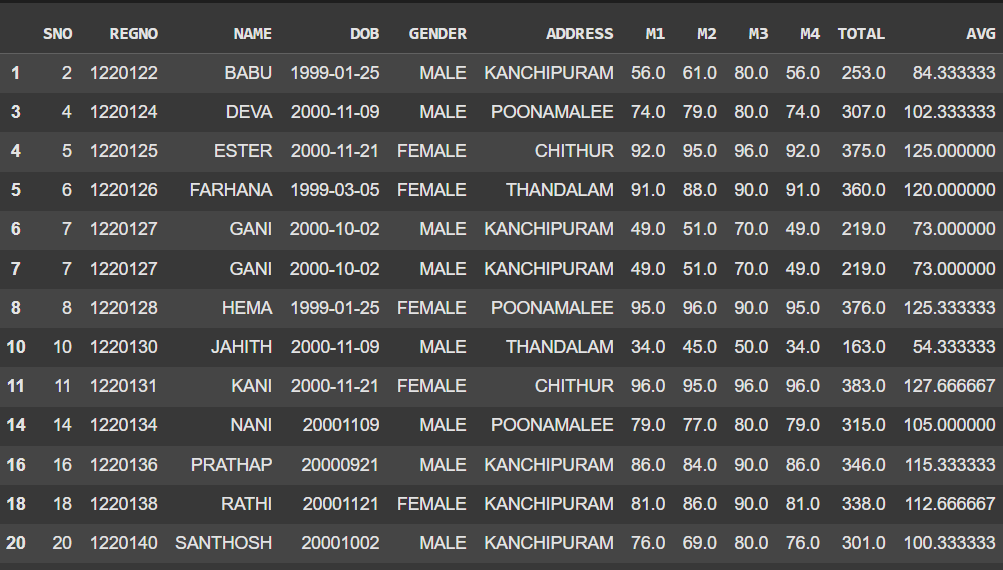 SNO REGNO NAME DOB GENDER ADDRESS M1 M2 M3 M4 TOTAL AVG
1 2 1220122 BABU 1999-01-25 MALE KANCHIPURAM 56.0 61.0 80.0 56.0 253.0 84.333333
3 4 1220124 DEVA 2000-11-09 MALE POONAMALEE 74.0 79.0 80.0 74.0 307.0 102.333333
4 5 1220125 ESTER 2000-11-21 FEMALE CHITHUR 92.0 95.0 96.0 92.0 375.0 125.000000
5 6 1220126 FARHANA 1999-03-05 FEMALE THANDALAM 91.0 88.0 90.0 91.0 360.0 120.000000
6 7 1220127 GANI 2000-10-02 MALE KANCHIPURAM 49.0 51.0 70.0 49.0 219.0 73.000000
7 7 1220127 GANI 2000-10-02 MALE KANCHIPURAM 49.0 51.0 70.0 49.0 219.0 73.000000
8 8 1220128 HEMA 1999-01-25 FEMALE POONAMALEE 95.0 96.0 90.0 95.0 376.0 125.333333
10 10 1220130 JAHITH 2000-11-09 MALE THANDALAM 34.0 45.0 50.0 34.0 163.0 54.333333
11 11 1220131 KANI 2000-11-21 FEMALE CHITHUR 96.0 95.0 96.0 96.0 383.0 127.666667
14 14 1220134 NANI 20001109 MALE POONAMALEE 79.0 77.0 80.0 79.0 315.0 105.000000
16 16 1220136 PRATHAP 20000921 MALE KANCHIPURAM 86.0 84.0 90.0 86.0 346.0 115.333333
18 18 1220138 RATHI 20001121 FEMALE KANCHIPURAM 81.0 86.0 90.0 81.0 338.0 112.666667
20 20 1220140 SANTHOSH 20001002 MALE KANCHIPURAM 76.0 69.0 80.0 76.0 301.0 100.333333